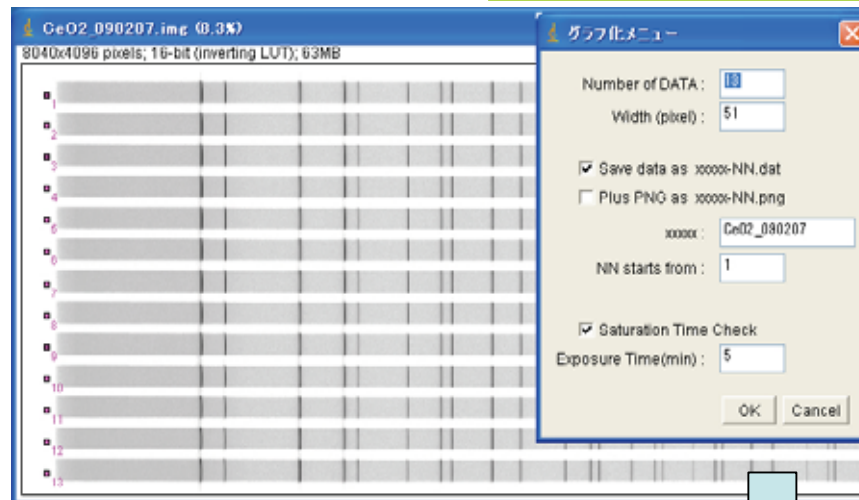 CeO2_090207.img (8.3%)
8040x4096 pixels; 16-bit (inverting LUT); 63MB
1
2
3
4
5
6
7
8
9
10
11
12
13
グラフ化メニュー
Number of DATA :
Width (pixel) : 51
Save data as xxxxx-NN.dat
Plus PNG as xxxxx-NN.png
xxxxx : CeO2_090207
NN starts from : 1
Saturation Time Check
Exposure Time(min) : 5
OK Cancel